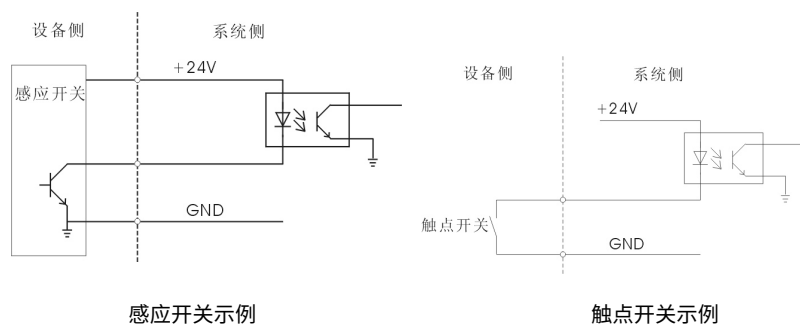 设备侧
系统侧
+24V
感应开关
GND
感应开关示例
设备侧
系统侧
+24V
触点开关
GND
触点开关示例